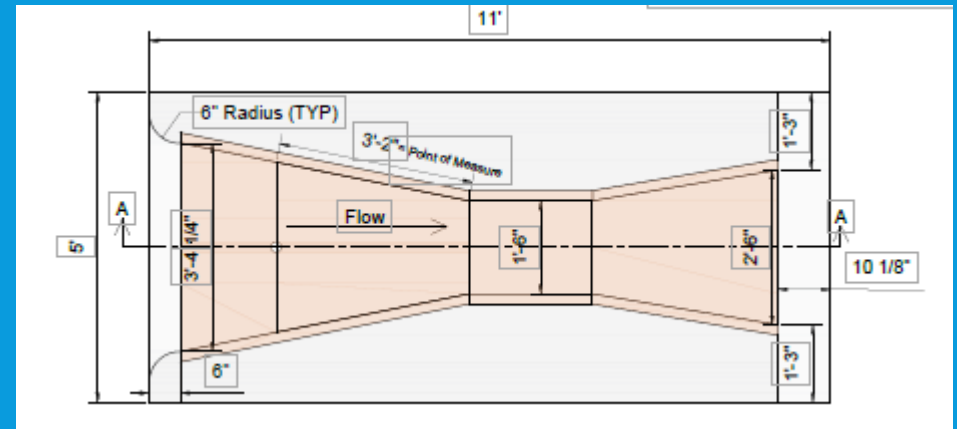 11'
6" Radius (TYP)
3'-2"
Point of Measure
1'-3"
A
Flow
A
5'
3'-4 1/4"
1'-6"
2'-6"
10 1/8"
6"
1'-3"